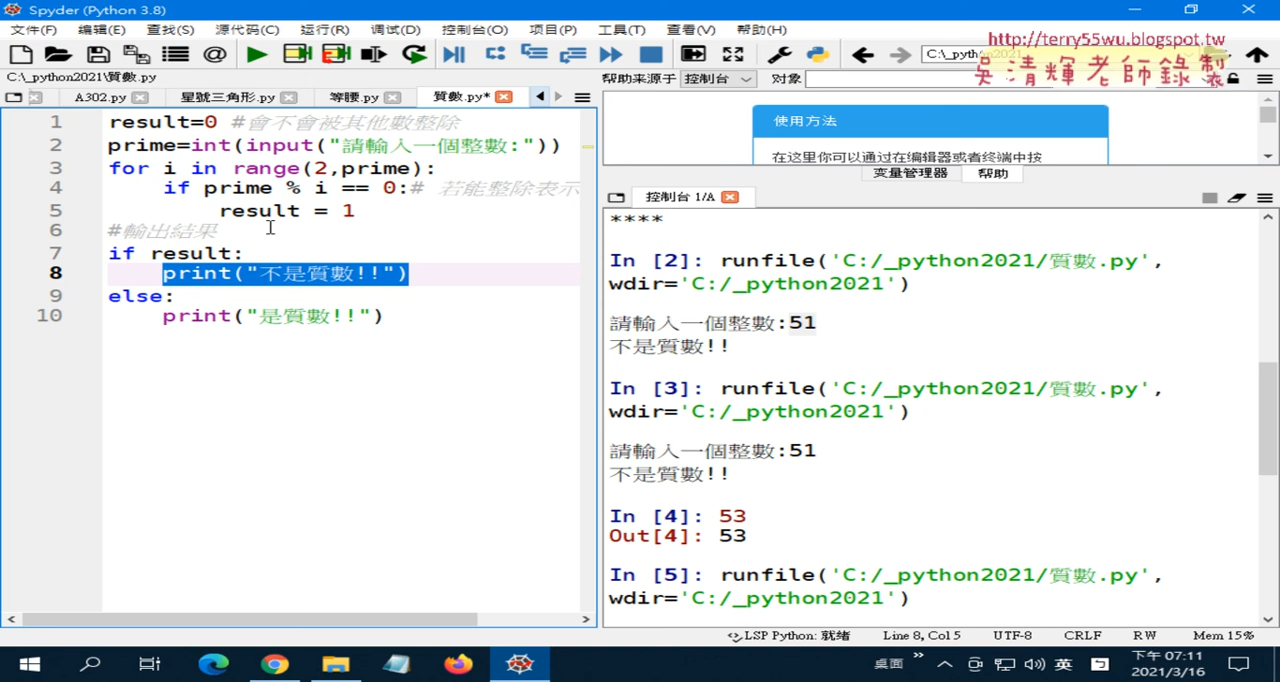 Spyder (Python 3.8)
文件(F) 编辑(E) 查找(S) 源代码(C) 运行(R) 调试(D) 控制台(O) 项目(P) 工具(T) 查看(V) 帮助(H)
http://terry55wu.blogspot.tw
吳清輝老師錄製
C:\_pyth
C:\_python2021\質數.py
帮助来源于 控制台 对象
A302.py 星號三角形.py 等腰.py 質數.py*
1 result=0 #會不會被其他數整除
2 prime=int(input("請輸入一個整數:"))
3 for i in range(2,prime):
4 if prime % i == 0:# 若能整除表示
5 result = 1
6 #輸出結果
7 if result:
8 print("不是質數!!")
9 else:
10 print("是質數!!")
使用方法
在这里你可以通过在编辑器或者终端中按
变量管理器 帮助
控制台 1/A
****
In [2]: runfile('C:/_python2021/質數.py',
wdir='C:/_python2021')
請輸入一個整數:51
不是質數!!
In [3]: runfile('C:/_python2021/質數.py',
wdir='C:/_python2021')
請輸入一個整數:51
不是質數!!
In [4]: 53
Out[4]: 53
In [5]: runfile('C:/_python2021/質數.py',
wdir='C:/_python2021')
LSP Python: 就绪 Line 8, Col 5 UTF-8 CRLF RW Mem 15%
桌面 英 下午 07:11
2021/3/16